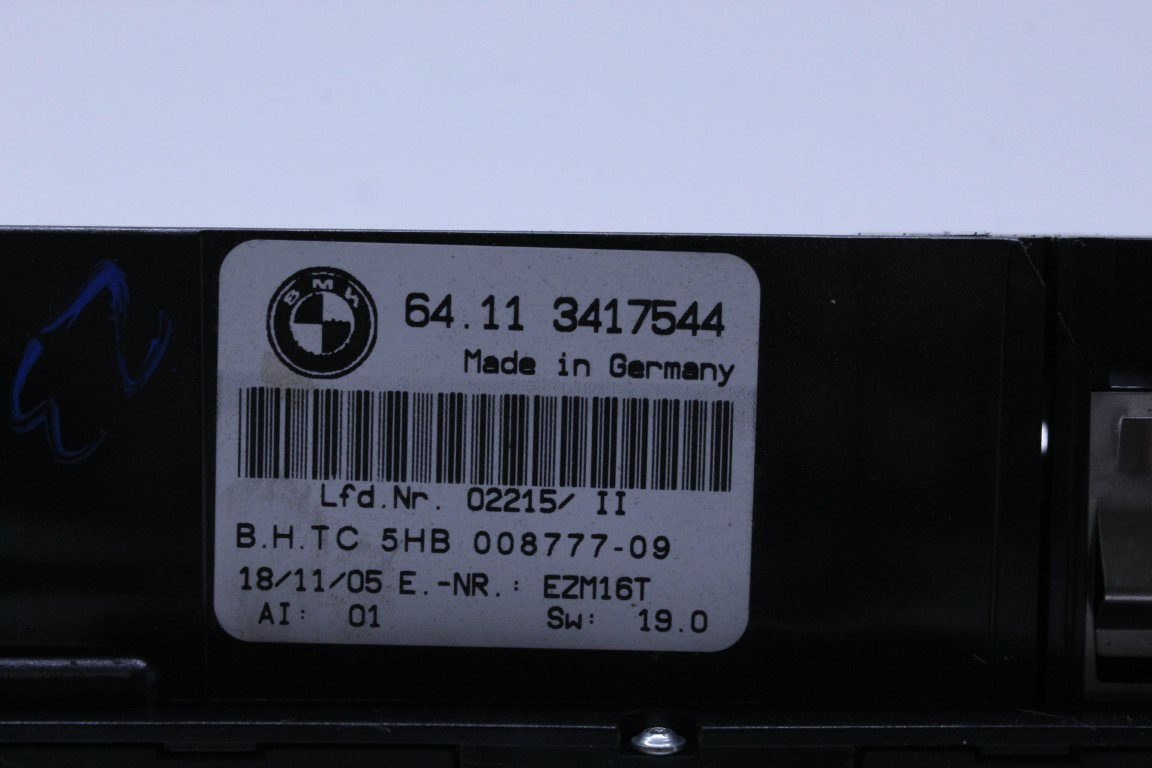 BMW
64.11 3417544
Made in Germany
Lfd.Nr. 02215/ II
B.H.TC 5HB 008777-09
18/11/05 E.-NR.: EZM16T
AI: 01 Sw: 19.0